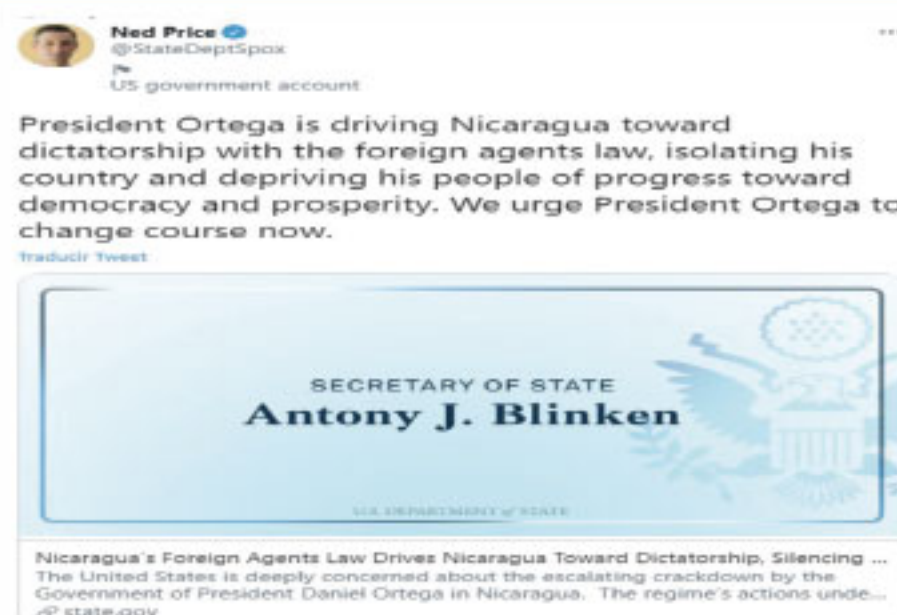 Ned Price
@StateDeptSpox
US government account
President Ortega is driving Nicaragua toward
dictatorship with the foreign agents law, isolating his
country and depriving his people of progress toward
democracy and prosperity. We urge President Ortega to
change course now.
Traducir Tweet
SECRETARY OF STATE
Antony J. Blinken
U.S. DEPARTMENT of STATE
Nicaragua's Foreign Agents Law Drives Nicaragua Toward Dictatorship, Silencing ...
The United States is deeply concerned about the escalating crackdown by the
Government of President Daniel Ortega in Nicaragua. The regime's actions unde...
state.gov